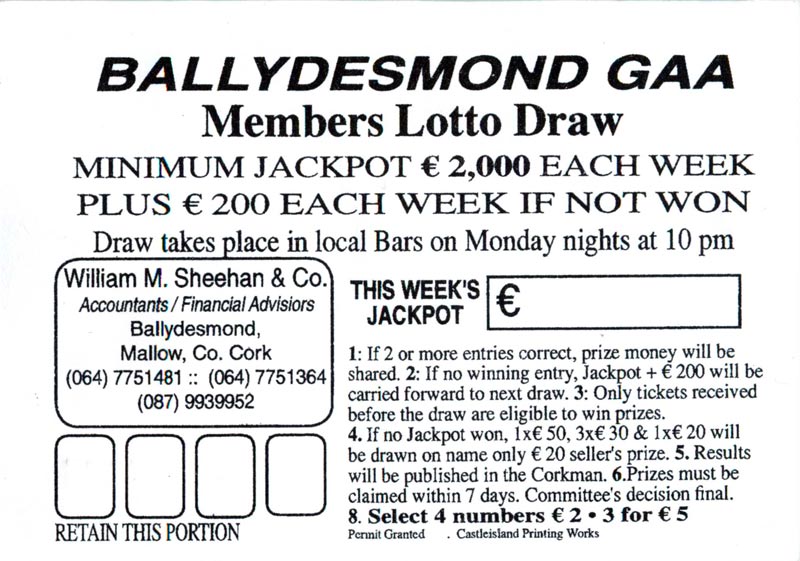 BALLYDESMOND GAA
Members Lotto Draw
MINIMUM JACKPOT € 2,000 EACH WEEK
PLUS € 200 EACH WEEK IF NOT WON
Draw takes place in local Bars on Monday nights at 10 pm
William M. Sheehan & Co.
Accountants / Financial Advisiors
Ballydesmond,
Mallow, Co. Cork
(064) 7751481 :: (064) 7751364
(087) 9939952
RETAIN THIS PORTION
THIS WEEK'S
JACKPOT
€
1: If 2 or more entries correct, prize money will be
shared. 2: If no winning entry, Jackpot + € 200 will be
carried forward to next draw. 3: Only tickets received
before the draw are eligible to win prizes.
4. If no Jackpot won, 1x€ 50, 3x€ 30 & 1x€ 20 will
be drawn on name only € 20 seller's prize. 5. Results
will be published in the Corkman. 6.Prizes must be
claimed within 7 days. Committee's decision final.
8. Select 4 numbers € 2 • 3 for € 5
Permit Granted . Castleisland Printing Works